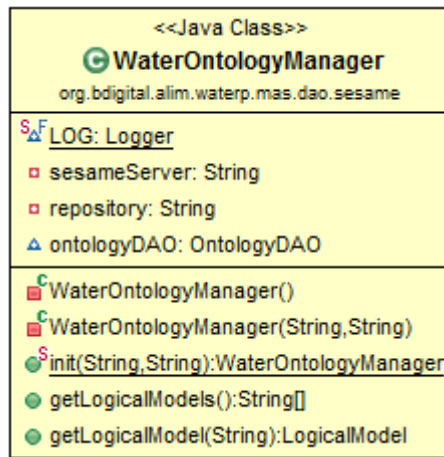 <<Java Class>>
C WaterOntologyManager
org.bdigital.alim.waterp.mas.dao.sesame
S F LOG: Logger
sesameServer: String
repository: String
ontologyDAO: OntologyDAO
C WaterOntologyManager()
C WaterOntologyManager(String,String)
S init(String,String):WaterOntologyManager
getLogicalModels():String[]
getLogicalModel(String):LogicalModel